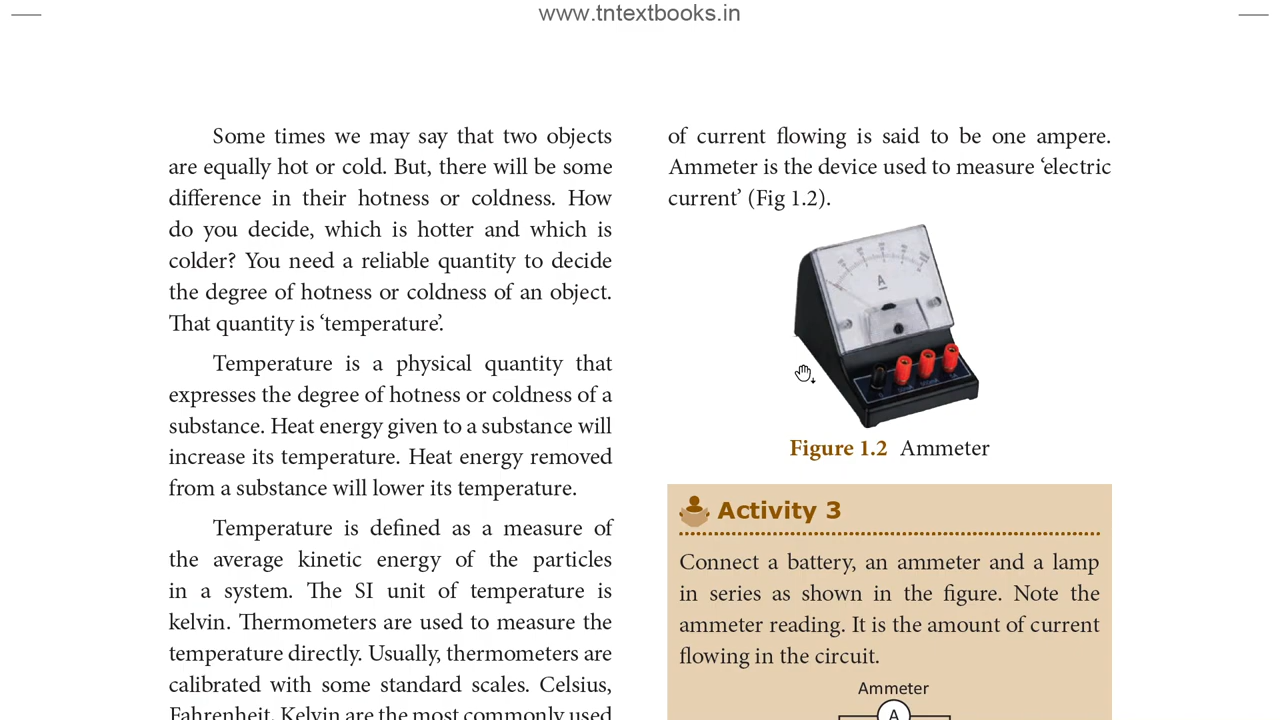 www.tntextbooks.in
Some times we may say that two objects
are equally hot or cold. But, there will be some
difference in their hotness or coldness. How
do you decide, which is hotter and which is
colder? You need a reliable quantity to decide
the degree of hotness or coldness of an object.
That quantity is ‘temperature’.
Temperature is a physical quantity that
expresses the degree of hotness or coldness of a
substance. Heat energy given to a substance will
increase its temperature. Heat energy removed
from a substance will lower its temperature.
Temperature is defined as a measure of
the average kinetic energy of the particles
in a system. The SI unit of temperature is
kelvin. Thermometers are used to measure the
temperature directly. Usually, thermometers are
calibrated with some standard scales. Celsius,
Fahrenheit, Kelvin are the most commonly used
of current flowing is said to be one ampere.
Ammeter is the device used to measure ‘electric
current’ (Fig 1.2).
A
Figure 1.2 Ammeter
Activity 3
Connect a battery, an ammeter and a lamp
in series as shown in the figure. Note the
ammeter reading. It is the amount of current
flowing in the circuit.
Ammeter
A